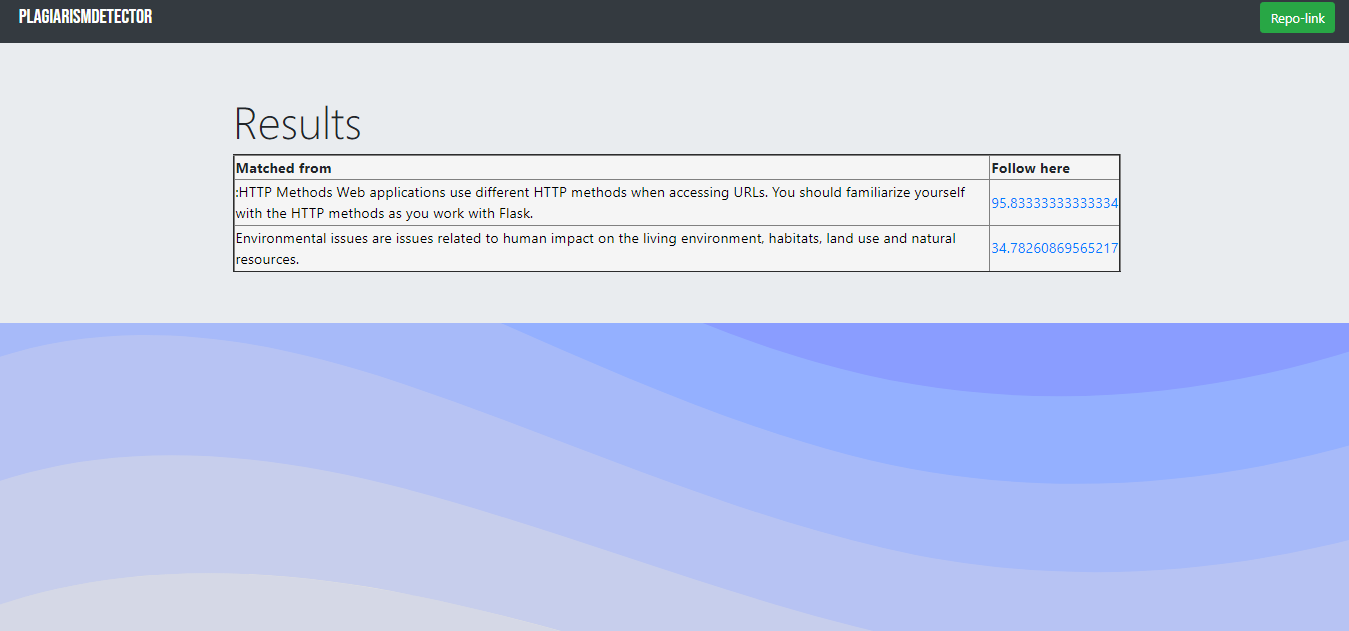 PLAGIARISMDETECTOR
Repo-link
Results
Matched from
Follow here
:HTTP Methods Web applications use different HTTP methods when accessing URLs. You should familiarize yourself
with the HTTP methods as you work with Flask.
95.83333333333334
Environmental issues are issues related to human impact on the living environment, habitats, land use and natural
resources.
34.78260869565217